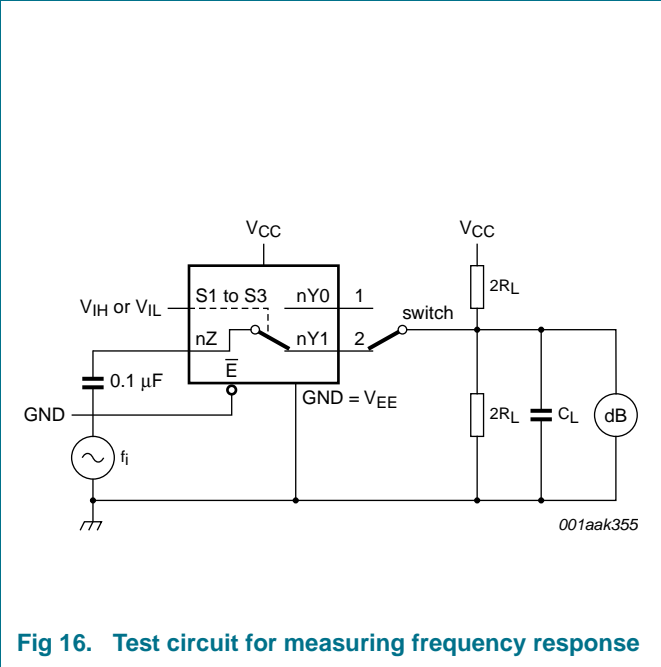 VCC VCC
2RL
S1 to S3 nY0 1
VIH or VIL
switch
nZ nY1 2
E̅
0.1 μF
GND = VEE
GND
2RL CL dB
fi
001aak355
Fig 16. Test circuit for measuring frequency response